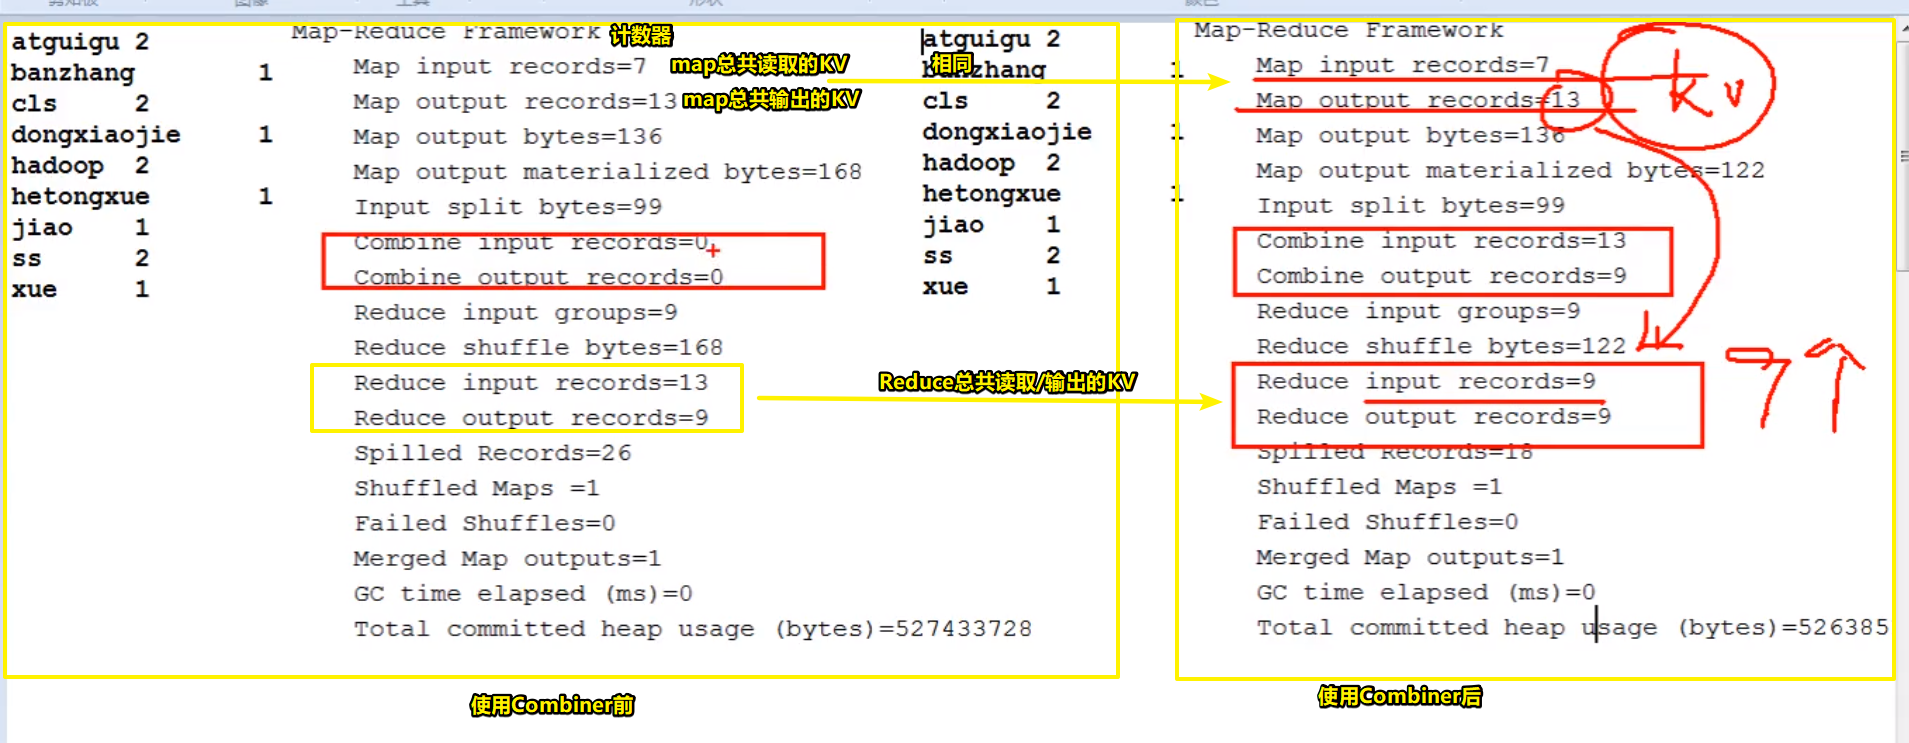 atguigu 2
banzhang 1
cls 2
dongxiaojie 1
hadoop 2
hetongxue 1
jiao 1
ss 2
xue 1
Map-Reduce Framework 计数器
Map input records=7 map总共读取的KV
Map output records=13 map总共输出的KV
Map output bytes=136
Map output materialized bytes=168
Input split bytes=99
Combine input records=0
Combine output records=0
Reduce input groups=9
Reduce shuffle bytes=168
Reduce input records=13
Reduce output records=9
Spilled Records=26
Shuffled Maps =1
Failed Shuffles=0
Merged Map outputs=1
GC time elapsed (ms)=0
Total committed heap usage (bytes)=527433728
使用Combiner前
atguigu 2
相同
banzhang 1
cls 2
dongxiaojie 1
hadoop 2
hetongxue 1
jiao 1
ss 2
xue 1
Reduce总共读取/输出的KV
Map-Reduce Framework
Map input records=7
Map output records=13
KV
Map output bytes=136
Map output materialized bytes=122
Input split bytes=99
Combine input records=13
Combine output records=9
Reduce input groups=9
Reduce shuffle bytes=122
Reduce input records=9
Reduce output records=9
Spilled Records=18
Shuffled Maps =1
Failed Shuffles=0
Merged Map outputs=1
GC time elapsed (ms)=0
Total committed heap usage (bytes)=526385
使用Combiner后